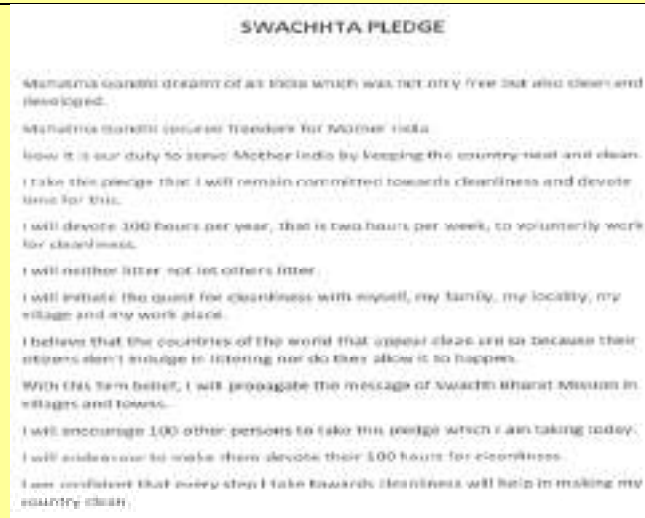 SWACHHTA PLEDGE
Mahatma Gandhi dreamt of an India which was not only free but also clean and
developed.
Mahatma Gandhi secured freedom for Mother India
Now it is our duty to serve Mother India by keeping the country neat and clean.
I take this pledge that I will remain committed towards cleanliness and devote
time for this.
I will devote 100 hours per year, that is two hours per week, to voluntarily work
for cleanliness.
I will neither litter not let others litter.
I will initiate the quest for cleanliness with myself, my family, my locality, my
village and my work place.
I believe that the countries of the world that appear clean are so because their
citizens don't indulge in littering nor do they allow it to happen.
With this firm belief, I will propagate the message of Swachh Bharat Mission in
villages and towns.
I will encourage 100 other persons to take this pledge which I am taking today.
I will endeavour to make them devote their 100 hours for cleanliness.
I am confident that every step I take towards cleanliness will help in making my
country clean.